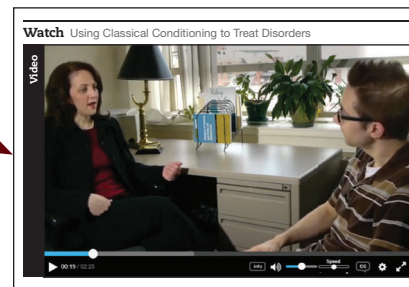 Watch Using Classical Conditioning to Treat Disorders
Video
00:19 / 02:25
Info
Speed
CC